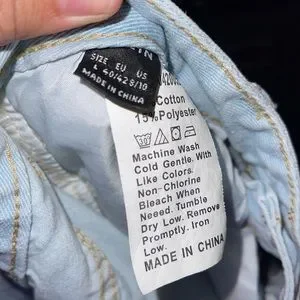 SIZE EU US
L 40/42 8/10
MADE IN CHINA
Cotton
15%Polyester
Machine Wash
Cold Gentle. With
Like Colors.
Non-Chlorine
Bleach When
Neeed. Tumble
Dry Low. Remove
Promptly. Iron
Low.
MADE IN CHINA